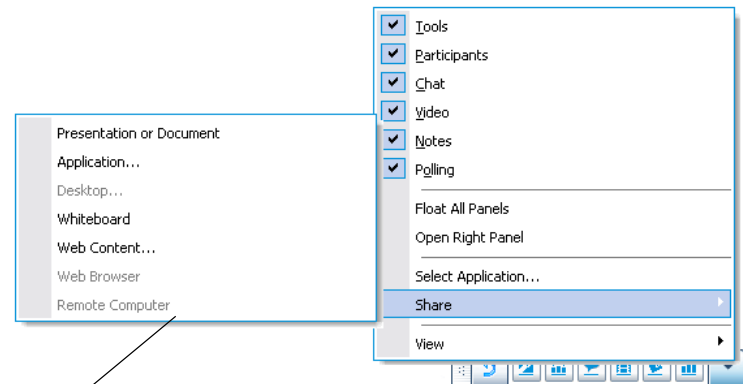 Tools
Participants
Chat
Video
Notes
Polling
Float All Panels
Open Right Panel
Select Application...
Share
View
Presentation or Document
Application...
Desktop...
Whiteboard
Web Content...
Web Browser
Remote Computer